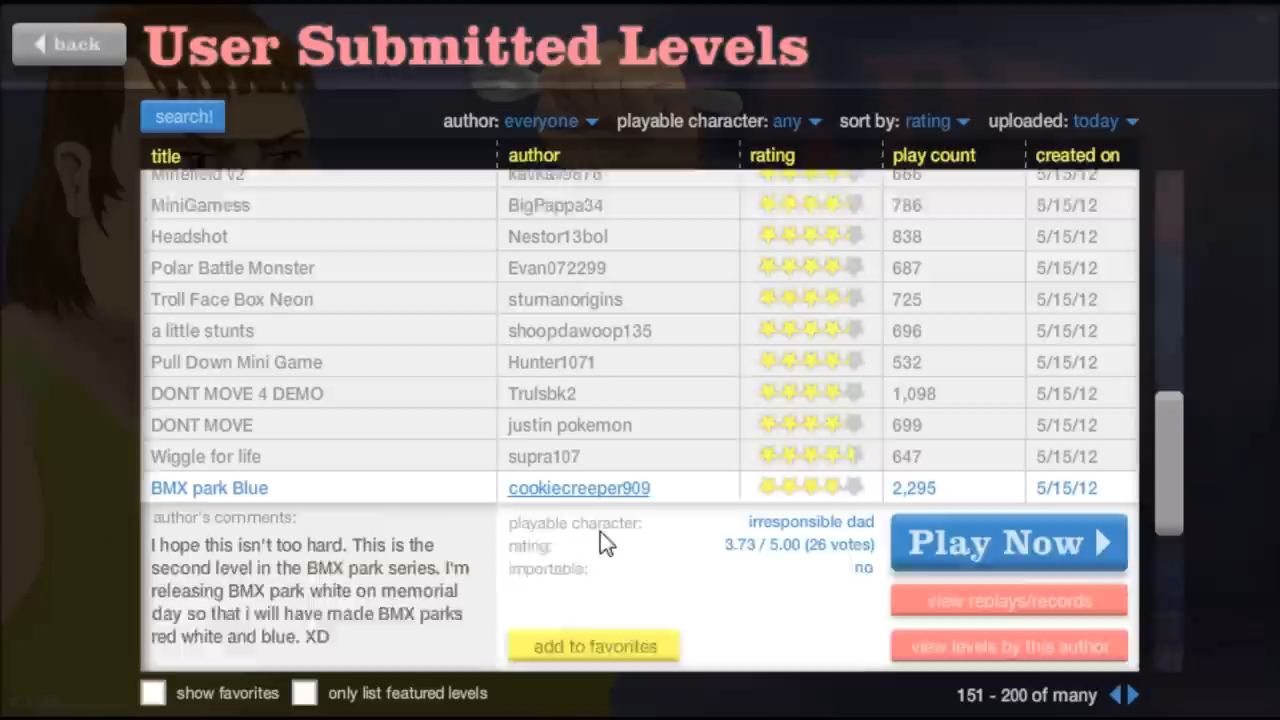 back
User Submitted Levels
search!
author: everyone playable character: any sort by: rating uploaded: today
title author rating play count created on
Minefield v2 666 5/15/12
MiniGamess BigPappa34 786 5/15/12
Headshot Nestor13bol 838 5/15/12
Polar Battle Monster Evan072299 687 5/15/12
Troll Face Box Neon stumanorigins 725 5/15/12
a little stunts shoopdawoop135 696 5/15/12
Pull Down Mini Game Hunter1071 532 5/15/12
DONT MOVE 4 DEMO Trulsbk2 1,098 5/15/12
DONT MOVE justin pokemon 699 5/15/12
Wiggle for life supra107 647 5/15/12
BMX park Blue cookiecreeper909 2,295 5/15/12
author's comments:
I hope this isn't too hard. This is the
second level in the BMX park series. I'm
releasing BMX park white on memorial
day so that i will have made BMX parks
red white and blue. XD
playable character: irresponsible dad
rating: 3.73 / 5.00 (26 votes)
importable: no
add to favorites
Play Now
view replays/records
view levels by this author
show favorites only list featured levels 151 - 200 of many